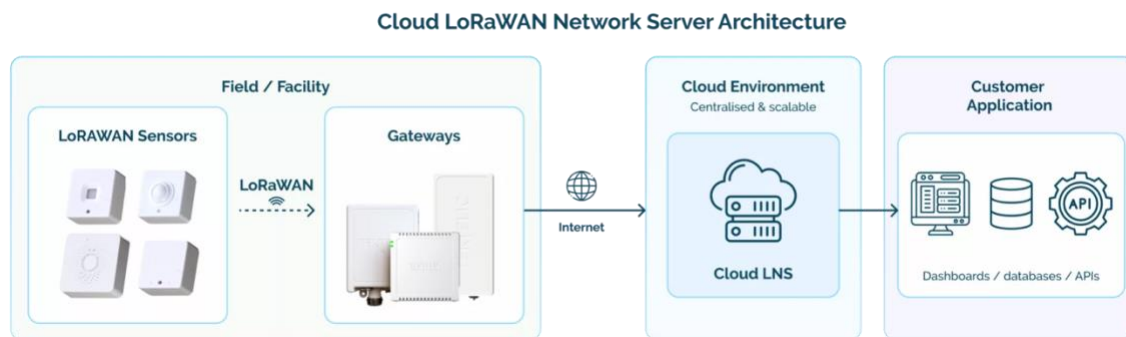 Cloud LoRaWAN Network Server Architecture
Field / Facility
LoRAWAN Sensors
LoRaWAN
Gateways
Internet
Cloud Environment
Centralised & scalable
Cloud LNS
Customer
Application
API
Dashboards / databases / APIs